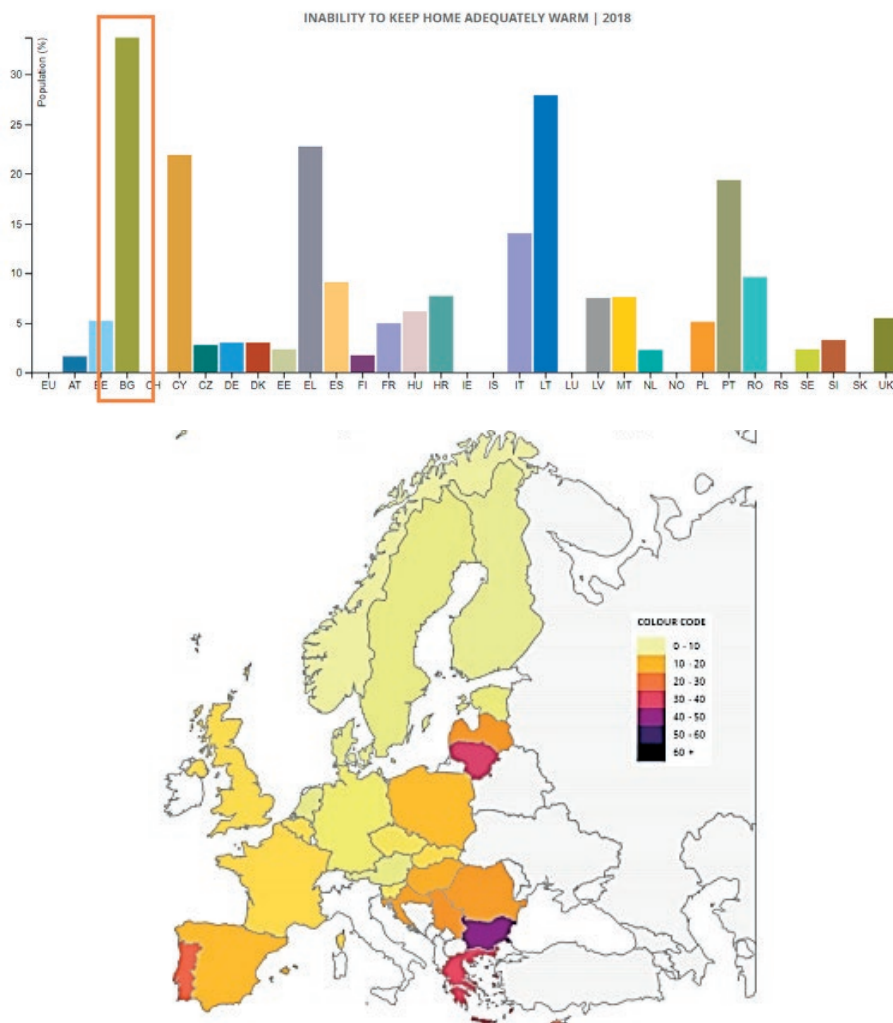 INABILITY TO KEEP HOME ADEQUATELY WARM | 2018
Population (%)
30
25
20
15
10
5
0
EU AT BE BG CH CY CZ DE DK EE EL ES FI FR HU HR IE IS IT LT LU LV MT NL NO PL PT RO RS SE SI SK UK
COLOUR CODE
0 - 10
10 - 20
20 - 30
30 - 40
40 - 50
50 - 60
60 +